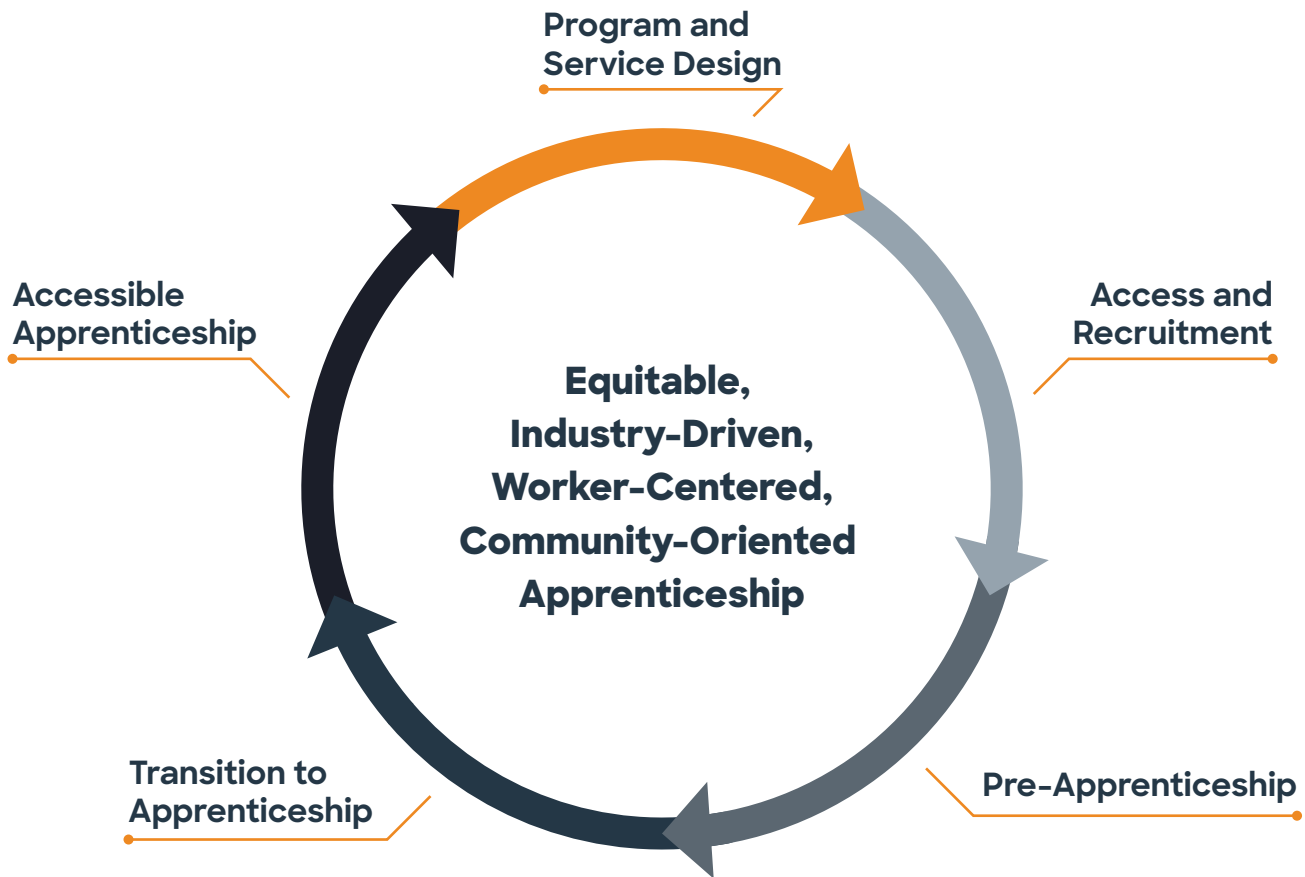 Program and
Service Design
Accessible
Apprenticeship
Access and
Recruitment
Equitable,
Industry-Driven,
Worker-Centered,
Community-Oriented
Apprenticeship
Transition to
Apprenticeship
Pre-Apprenticeship